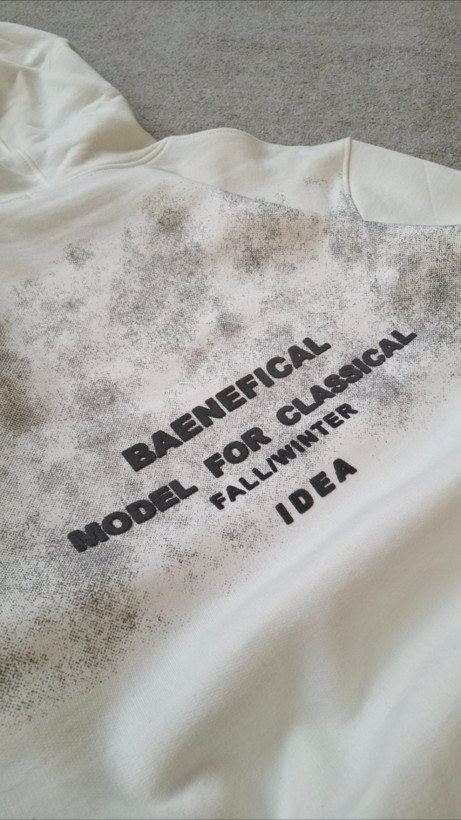 BAENEFICAL
MODEL FOR CLASSICAL
FALL/WINTER
IDEA